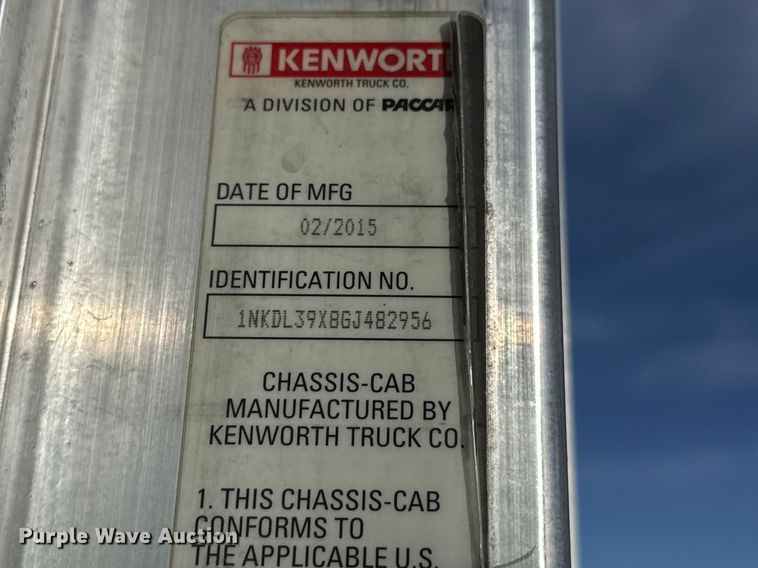 KENWORT
KENWORTH TRUCK CO.
A DIVISION OF PACCAR
DATE OF MFG
02/2015
IDENTIFICATION NO.
1NKDL39X8GJ482956
CHASSIS-CAB
MANUFACTURED BY
KENWORTH TRUCK CO.
1. THIS CHASSIS-CAB
CONFORMS TO
THE APPLICABLE U.S.
Purple Wave Auction